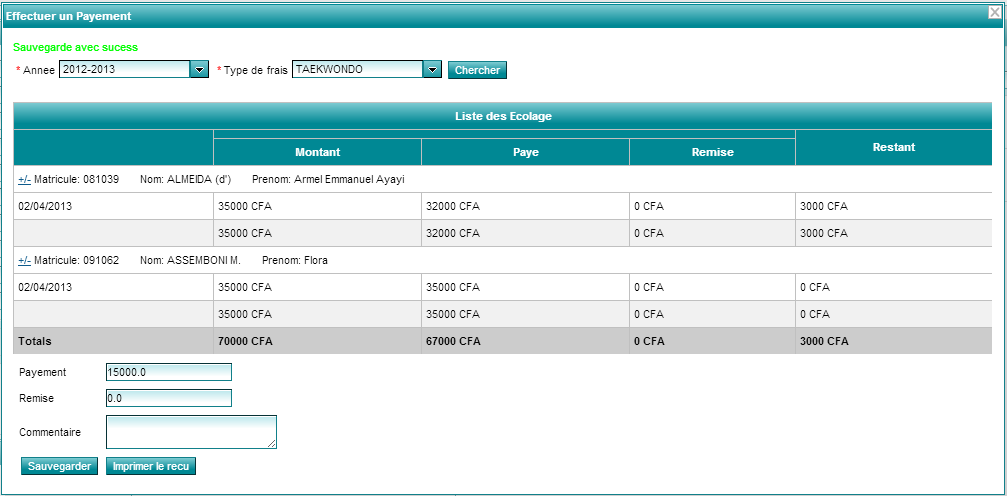 Effectuer un Payement
Sauvegarde avec sucess
* Annee 2012-2013 * Type de frais TAEKWONDO Chercher
Liste des Ecolage
Montant Paye Remise Restant
+/- Matricule: 081039 Nom: ALMEIDA (d') Prenom: Armel Emmanuel Ayayi
02/04/2013 35000 CFA 32000 CFA 0 CFA 3000 CFA
35000 CFA 32000 CFA 0 CFA 3000 CFA
+/- Matricule: 091062 Nom: ASSEMBONI M. Prenom: Flora
02/04/2013 35000 CFA 35000 CFA 0 CFA 0 CFA
35000 CFA 35000 CFA 0 CFA 0 CFA
Totals 70000 CFA 67000 CFA 0 CFA 3000 CFA
Payement 15000.0
Remise 0.0
Commentaire
Sauvegarder Imprimer le recu